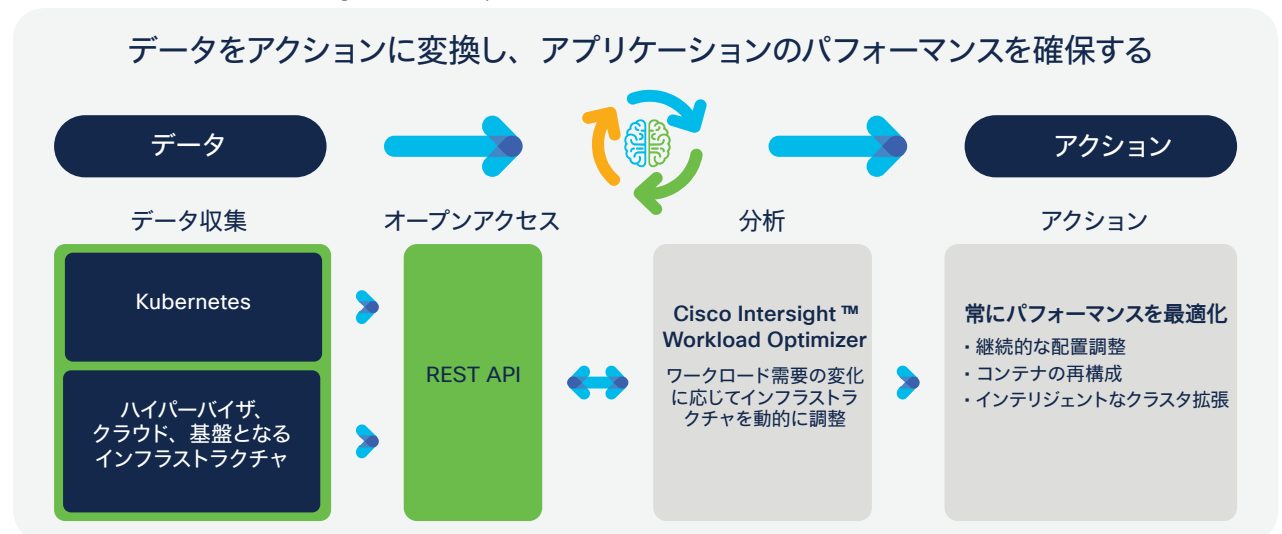 データをアクションに変換し、アプリケーションのパフォーマンスを確保する
データ
アクション
データ収集
オープンアクセス
分析
アクション
Kubernetes
ハイパーバイザ、
クラウド、基盤となる
インフラストラクチャ
REST API
Cisco Intersight ™
Workload Optimizer
ワークロード需要の変化
に応じてインフラストラ
クチャを動的に調整
常にパフォーマンスを最適化
・継続的な配置調整
・コンテナの再構成
・インテリジェントなクラスタ拡張